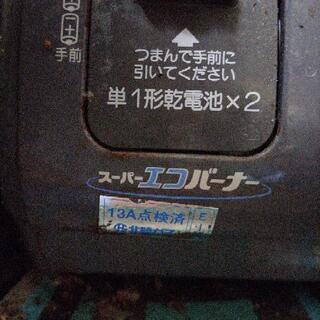 手前
つまんで手前に
引いてください
単1形乾電池×2
スーパーエコバーナー
13A点検済